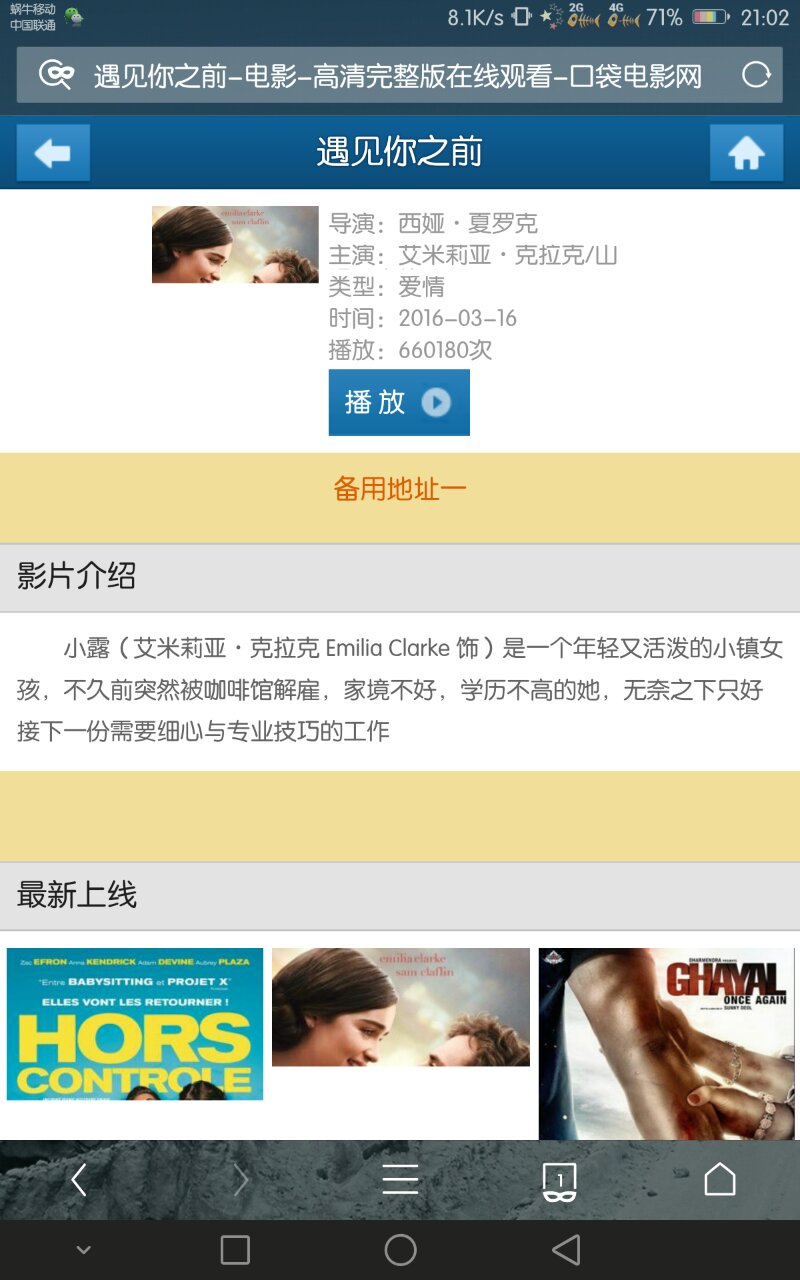 蜗牛移动
中国联通
8.1K/s 2G 4G 71% 21:02
遇见你之前-电影-高清完整版在线观看-口袋电影网
遇见你之前
emilia clarke
sam claflin
导演：西娅·夏罗克
主演：艾米莉亚·克拉克/山
类型：爱情
时间：2016-03-16
播放：660180次
播放
备用地址一
影片介绍
小露（艾米莉亚·克拉克 Emilia Clarke 饰）是一个年轻又活泼的小镇女
孩，不久前突然被咖啡馆解雇，家境不好，学历不高的她，无奈之下只好
接下一份需要细心与专业技巧的工作
最新上线
Zac EFRON Anna KENDRICK Adam DEVINE Aubrey PLAZA
"Entre BABYSITTING et PROJET X"
ELLES VONT LES RETOURNER !
HORS
CONTROLE
emilia clarke
sam claflin
DHARMENDRA PRESENTS
GHAYAL
ONCE AGAIN
SUNNY DEOL
1